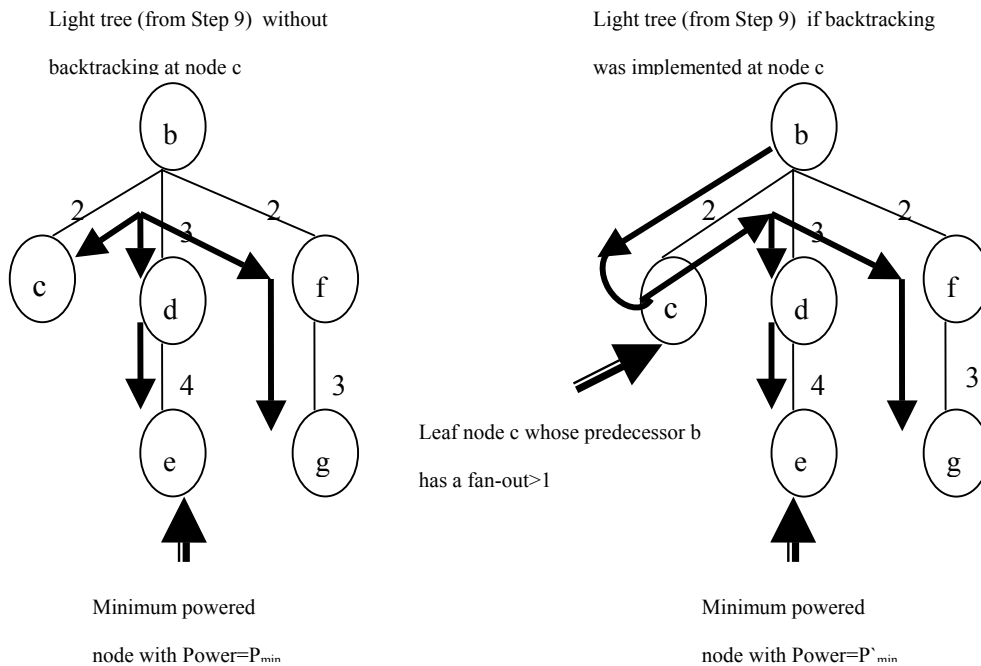 Light tree (from Step 9) without
backtracking at node c
b
2
3
2
c
d
f
4
3
e
g
Minimum powered
node with Power=Pmin
Light tree (from Step 9) if backtracking
was implemented at node c
b
2
3
2
c
d
f
4
3
Leaf node c whose predecessor b
has a fan-out>1
e
g
Minimum powered
node with Power=P`min